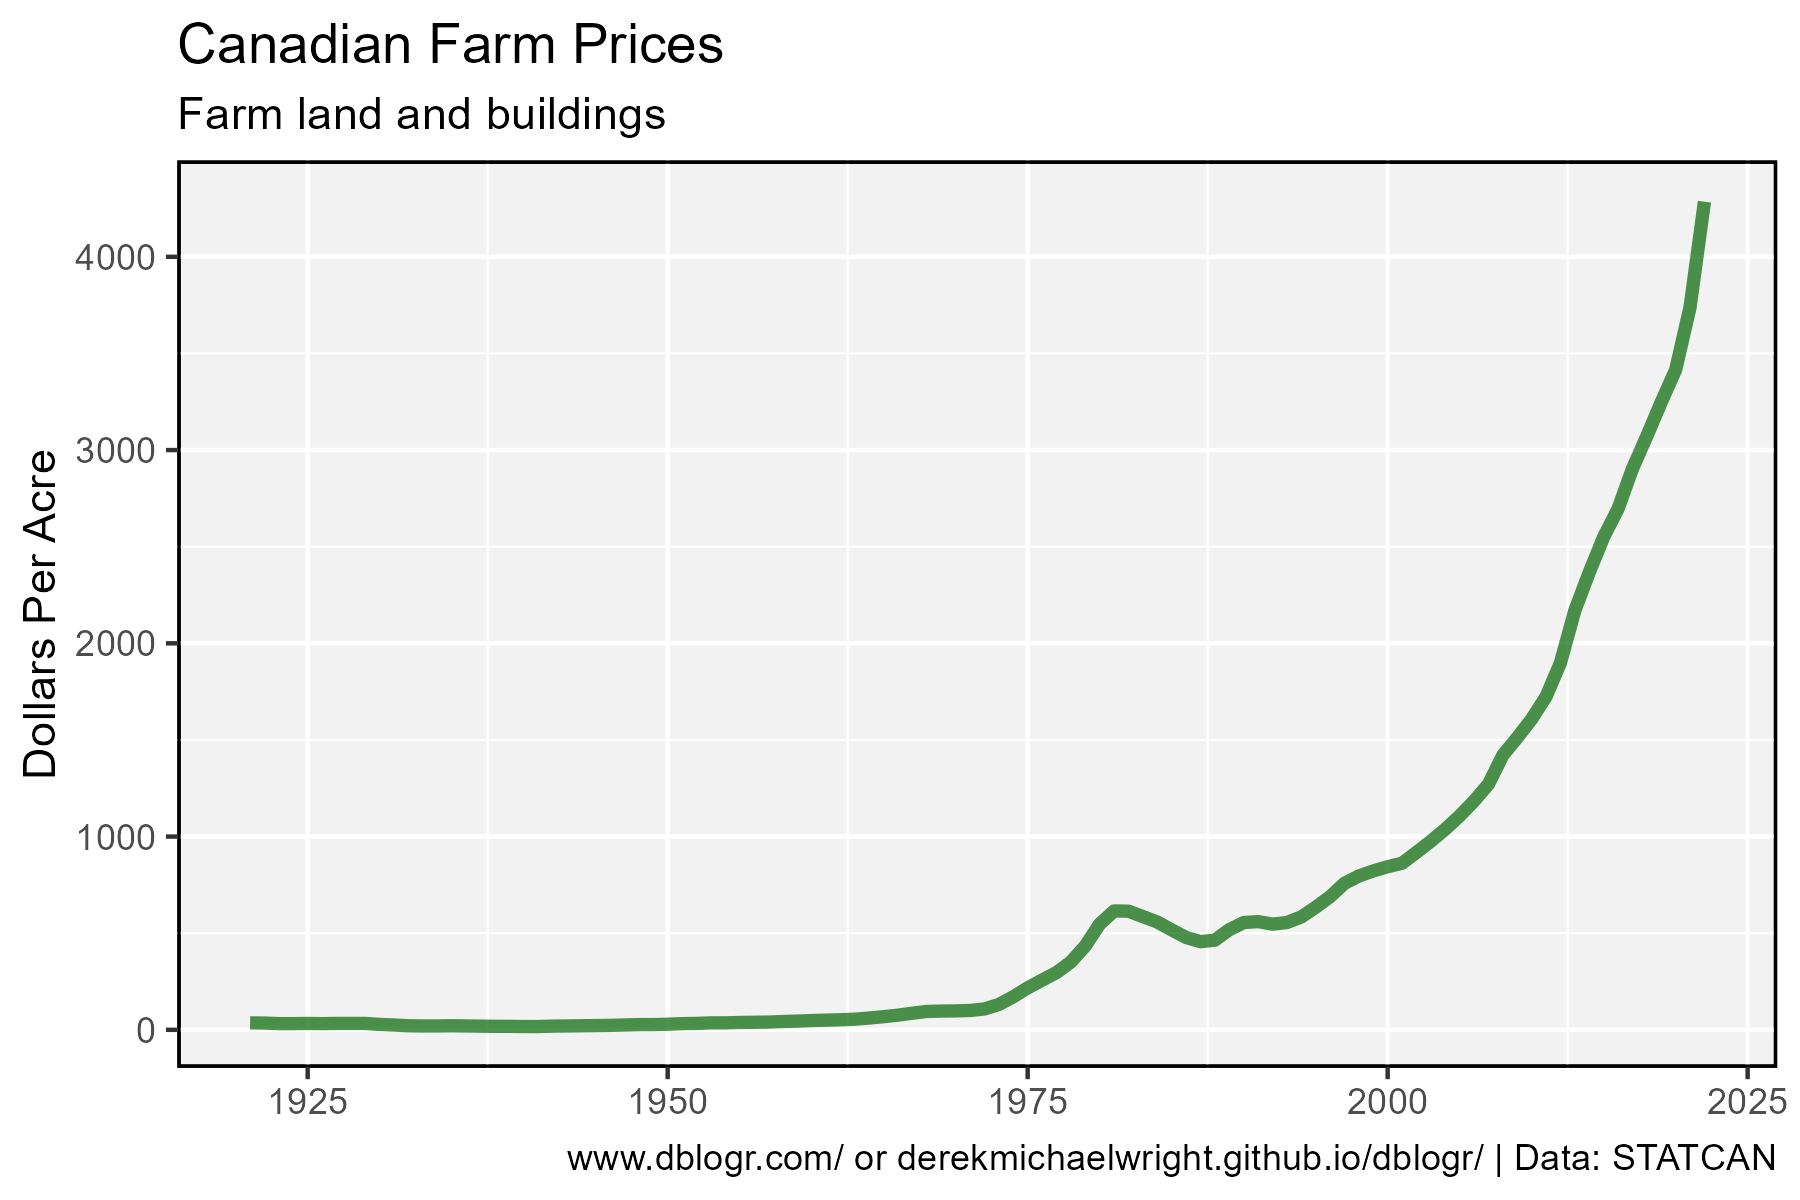 Canadian Farm Prices
Farm land and buildings
Dollars Per Acre
4000
3000
2000
1000
0
1925
1950
1975
2000
2025
www.dblogr.com/ or derekmichaelwright.github.io/dblogr/ | Data: STATCAN